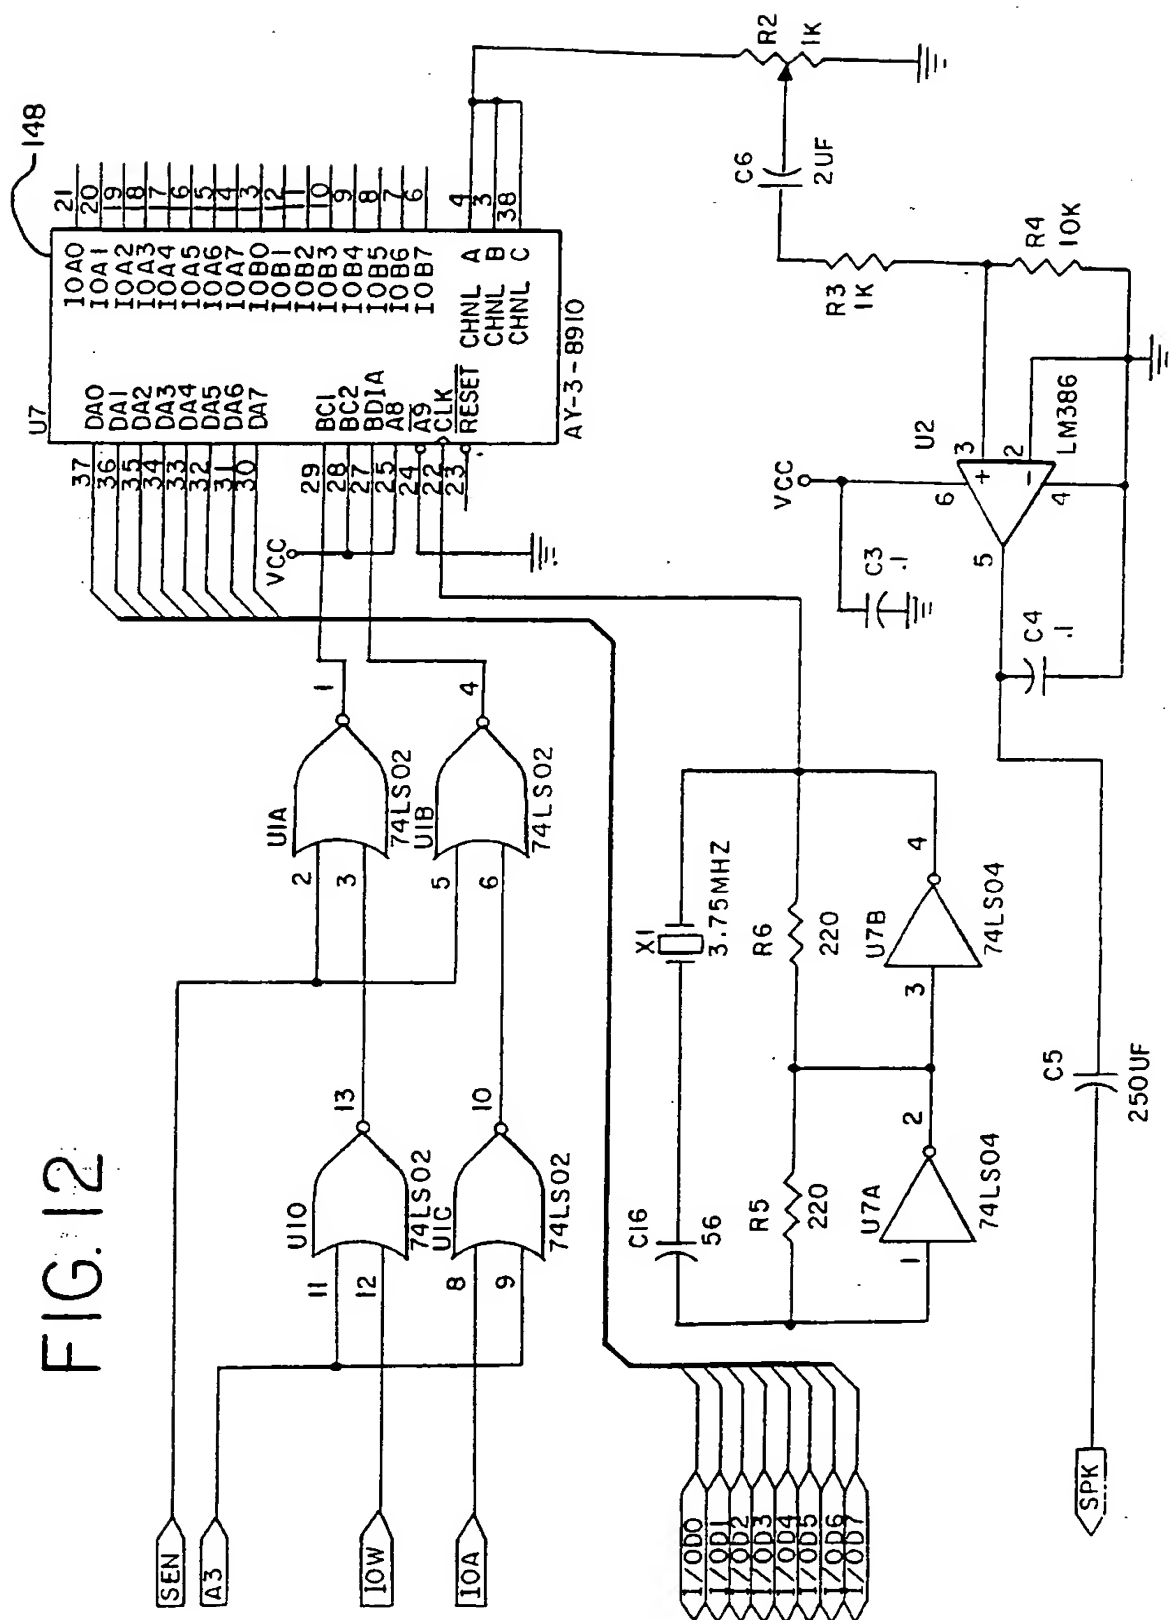 FIG. 12
SEN
A3
IOW
IOA
I/OD0
I/OD1
I/OD2
I/OD3
I/OD4
I/OD5
I/OD6
I/OD7
SPK
11
12
U10
13
74LS02
8
9
U1C
10
74LS02
2
3
U1A
1
74LS02
5
6
U1B
4
74LS02
VCC
148
U7
37 DA0
36 DA1
35 DA2
34 DA3
33 DA4
32 DA5
31 DA6
30 DA7
29 BC1
28 BC2
27 BDIA
25 A8
24 A9
22 CLK
23 RESET
IOA0 21
IOA1 20
IOA2 19
IOA3 18
IOA4 17
IOA5 16
IOA6 15
IOA7 14
IOB0 13
IOB1 12
IOB2 11
IOB3 10
IOB4 9
IOB5 8
IOB6 7
IOB7 6
CHNL A 4
CHNL B 3
CHNL C 38
AY-3-8910
C16
56
X1
3.75MHZ
R5
220
R6
220
U7A
1
2
74LS04
U7B
3
4
74LS04
R2
1K
C6
2UF
R3
1K
R4
10K
VCC
C3
.1
U2
6
3
+
2
-
4
5
LM386
C4
.1
C5
250UF